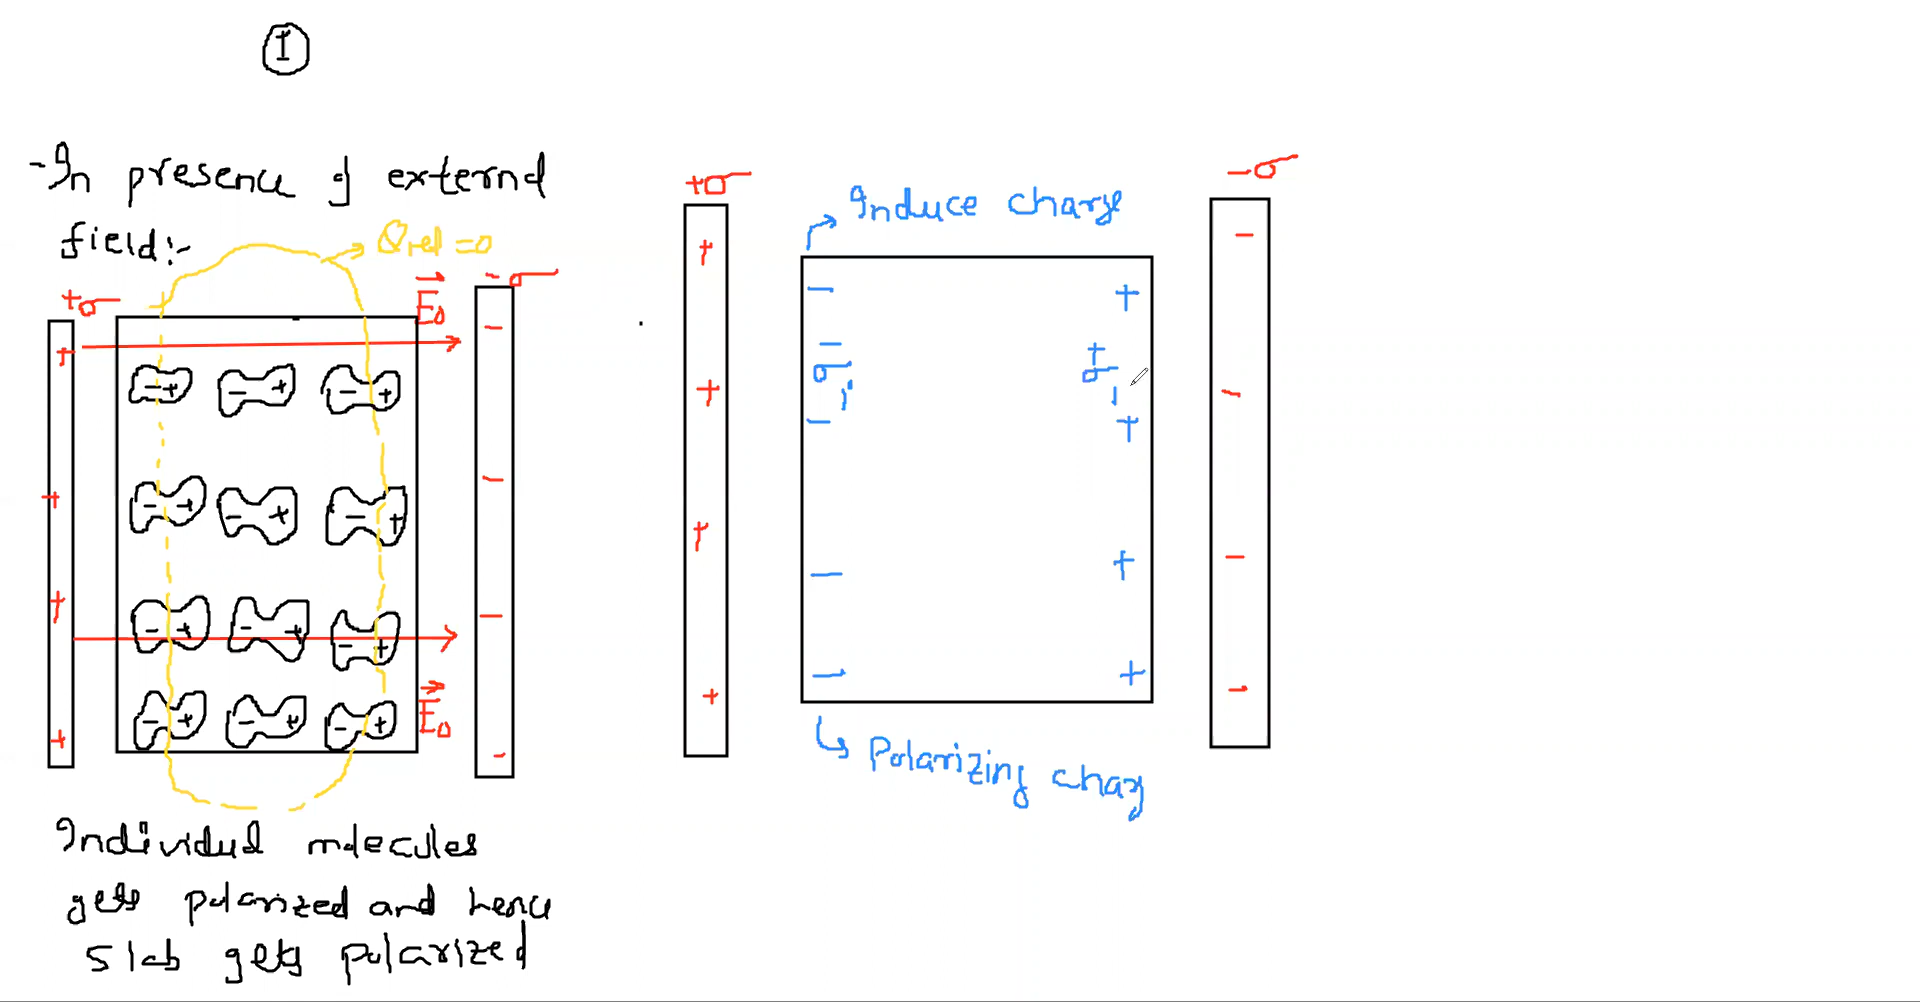 I
-In presence of external
field:-
Qnet =0
+σ
E0
-σ
E0
Individual molecules
gets polarized and hence
slab gets polarized
+σ
Induce charge
-σ
σi
+σi
Polarizing charg